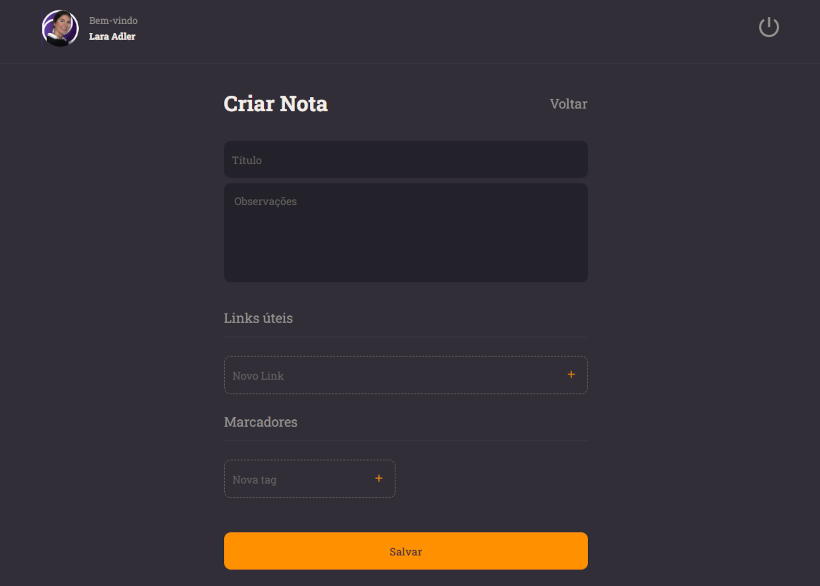 Bem-vindo
Lara Adler
Criar Nota
Voltar
Título
Observações
Links úteis
Novo Link +
Marcadores
Nova tag +
Salvar